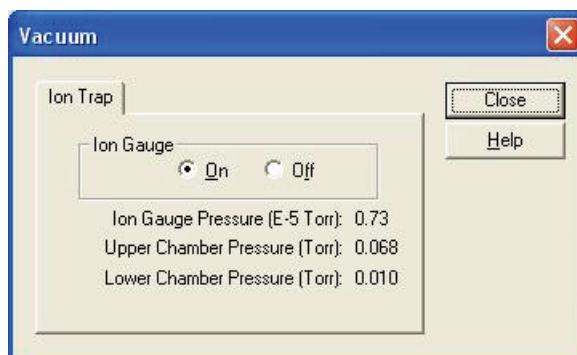 Vacuum
Ion Trap
Close
Ion Gauge
Help
On Off
Ion Gauge Pressure (E-5 Torr): 0.73
Upper Chamber Pressure (Torr): 0.068
Lower Chamber Pressure (Torr): 0.010